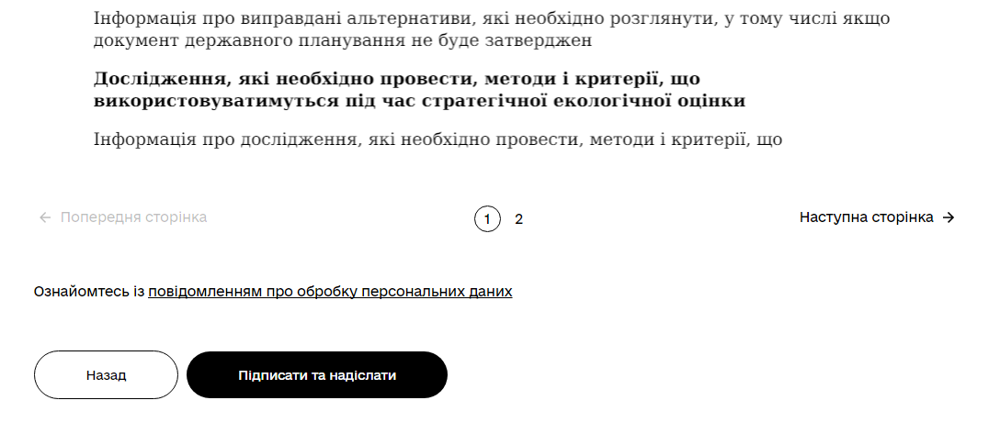 Інформація про виправдані альтернативи, які необхідно розглянути, у тому числі якщо
документ державного планування не буде затверджен
Дослідження, які необхідно провести, методи і критерії, що
використовуватимуться під час стратегічної екологічної оцінки
Інформація про дослідження, які необхідно провести, методи і критерії, що
← Попередня сторінка 1 2 Наступна сторінка →
Ознайомтесь із повідомленням про обробку персональних даних
Назад Підписати та надіслати